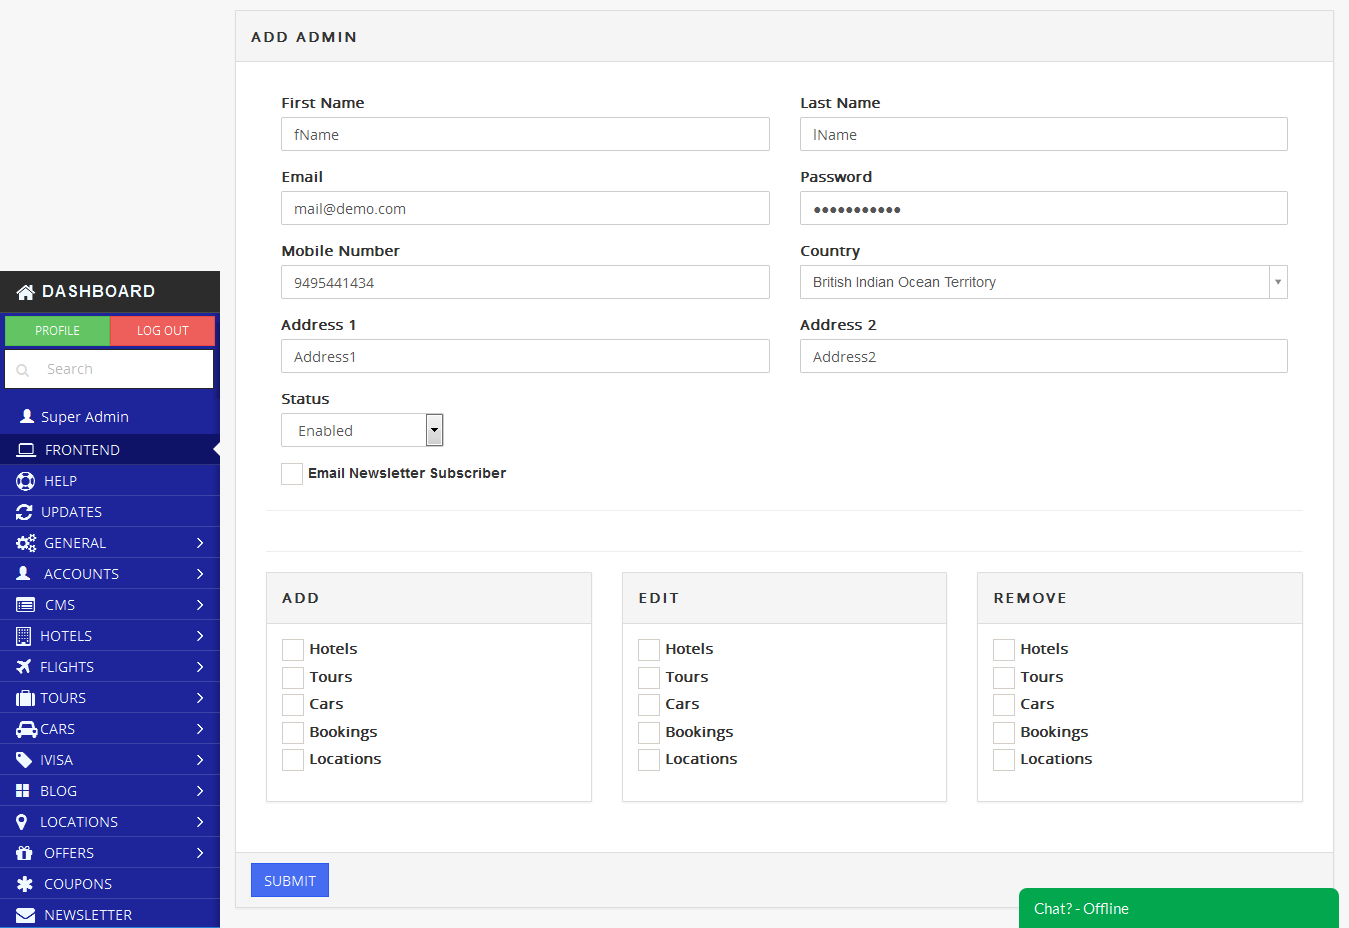 ADD ADMIN
First Name
Last Name
fName
lName
Email
Password
mail@demo.com
●●●●●●●●●●●
Mobile Number
Country
9495441434
British Indian Ocean Territory
Address 1
Address 2
Address1
Address2
Status
Enabled
Email Newsletter Subscriber
ADD
Hotels
Tours
Cars
Bookings
Locations
EDIT
Hotels
Tours
Cars
Bookings
Locations
REMOVE
Hotels
Tours
Cars
Bookings
Locations
SUBMIT
DASHBOARD
PROFILE
LOG OUT
Search
Super Admin
FRONTEND
HELP
UPDATES
GENERAL
ACCOUNTS
CMS
HOTELS
FLIGHTS
TOURS
CARS
IVISA
BLOG
LOCATIONS
OFFERS
COUPONS
NEWSLETTER
Chat? - Offline